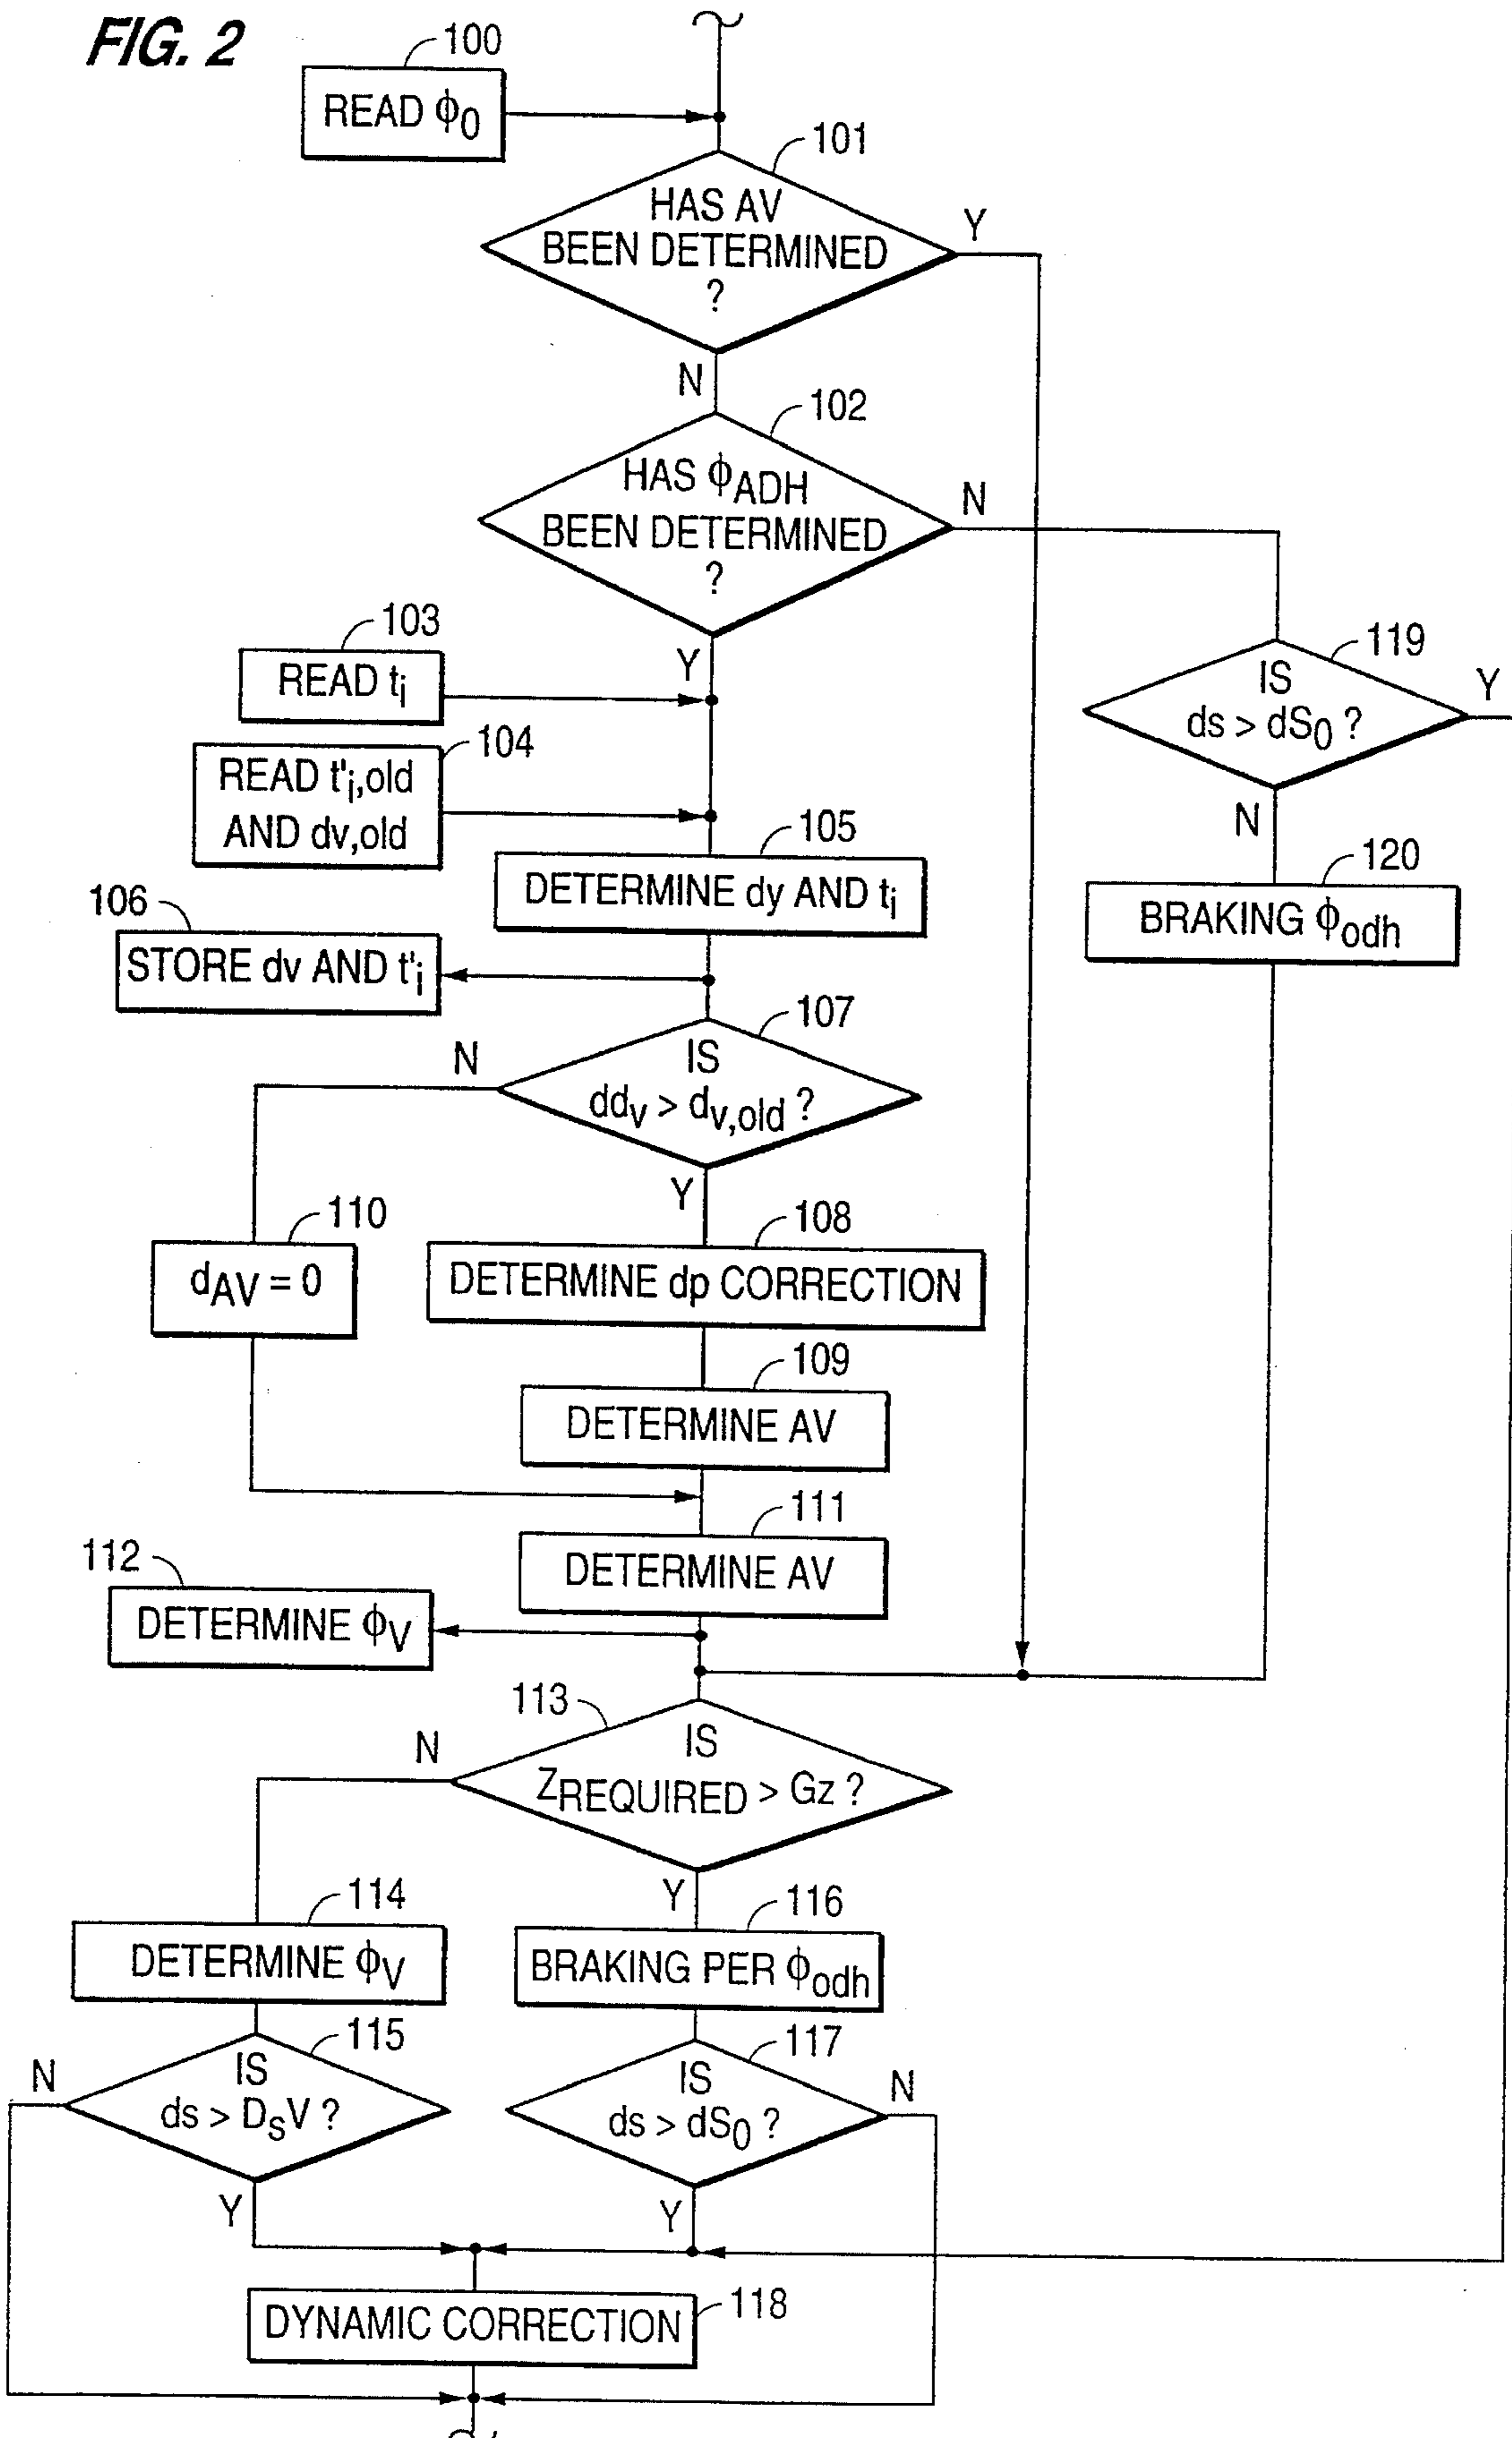 FIG. 2
100
READ ϕ0
101
HAS AV
BEEN DETERMINED
?
Y
N
102
HAS ϕADH
BEEN DETERMINED
?
N
Y
103
READ ti
104
READ t'i,old
AND dv,old
105
DETERMINE dy AND ti
106
STORE dv AND t'i
107
IS
ddv > dv,old ?
N
Y
119
IS
ds > dS0 ?
Y
N
120
BRAKING ϕodh
110
dAV = 0
108
DETERMINE dp CORRECTION
109
DETERMINE AV
111
DETERMINE AV
112
DETERMINE ϕV
113
IS
ZREQUIRED > Gz ?
N
Y
114
DETERMINE ϕV
116
BRAKING PER ϕodh
115
IS
ds > DsV ?
N
Y
117
IS
ds > dS0 ?
N
Y
DYNAMIC CORRECTION
118